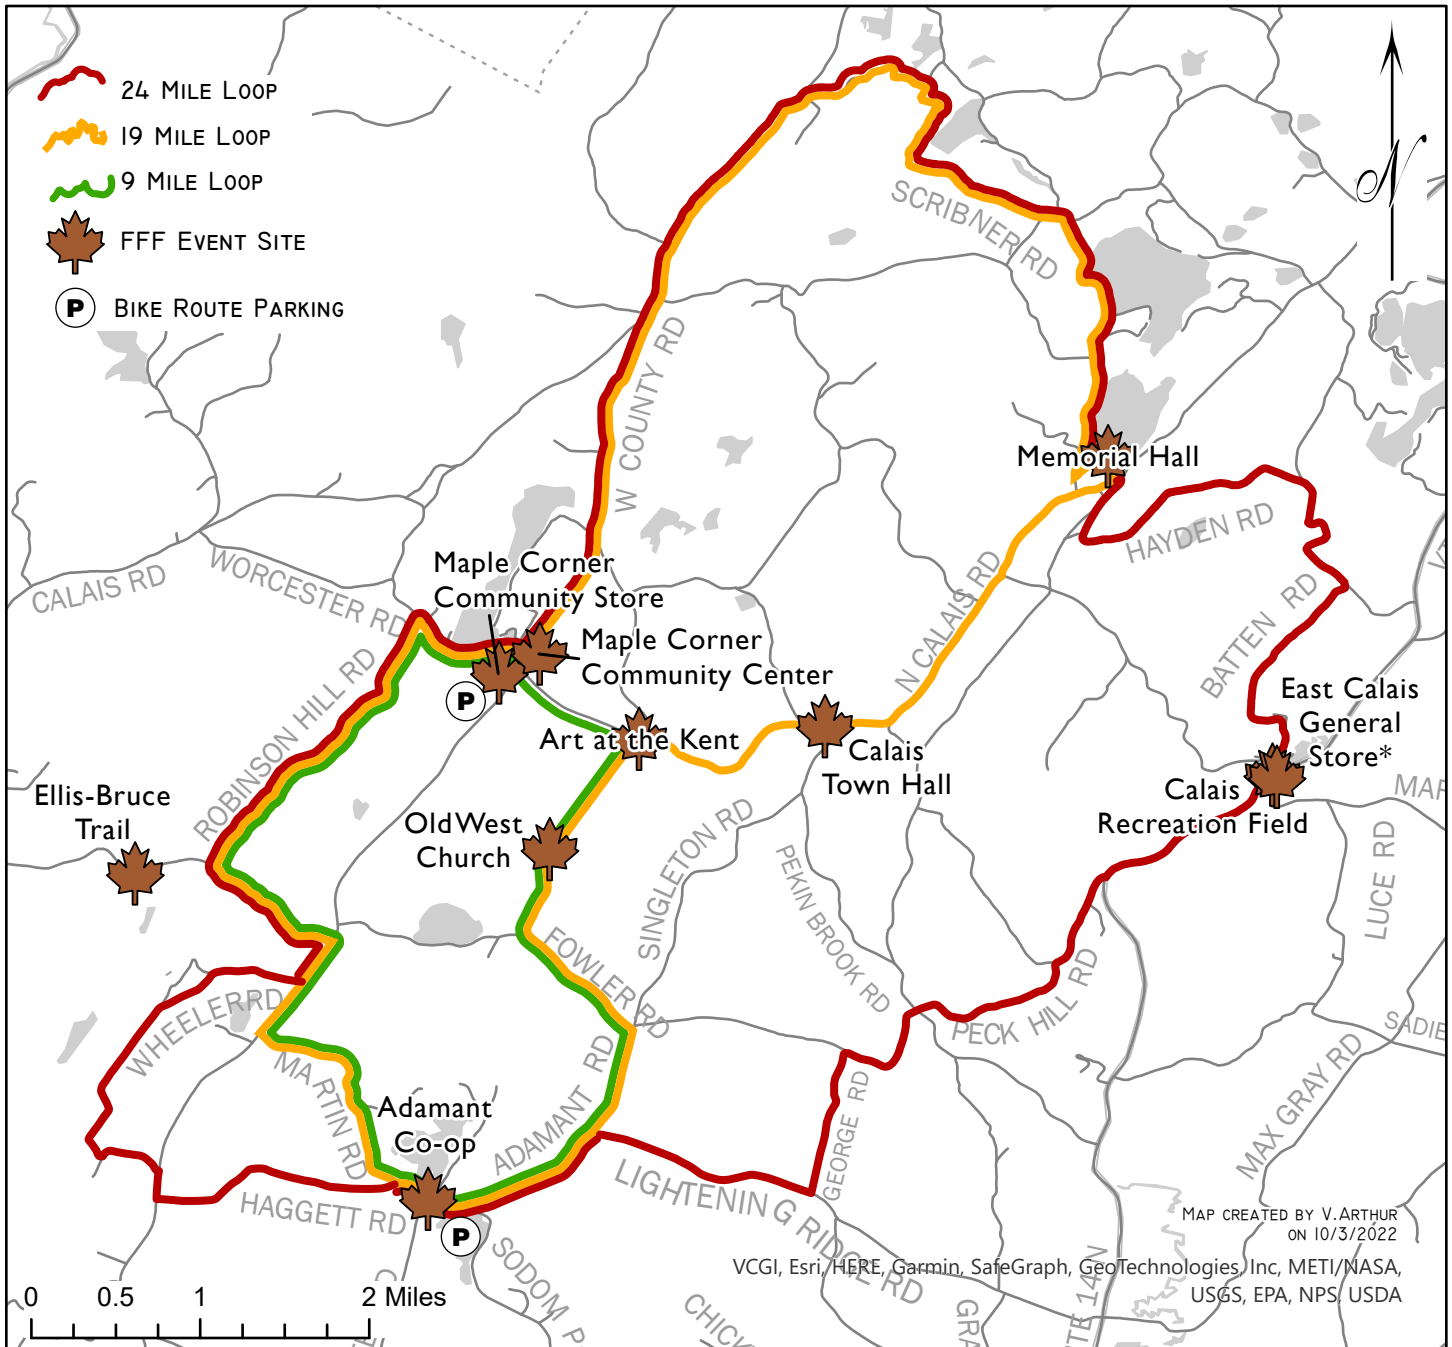 24 Mile Loop
19 Mile Loop
9 Mile Loop
FFF Event Site
P Bike Route Parking
N
SCRIBNER RD
W COUNTY RD
Memorial Hall
HAYDEN RD
CALAIS RD
WORCESTER RD
Maple Corner
Community Store
Maple Corner
Community Center
P
N CALAIS RD
BATTEN RD
ROBINSON HILL RD
Art at the Kent
Calais
Town Hall
East Calais
General
Store*
Calais
Recreation Field
MAR
Ellis-Bruce
Trail
Old West
Church
SINGLETON RD
PEKIN BROOK RD
LUCE RD
FOWLER RD
WHEELER RD
PECK HILL RD
SADIE
MARTIN RD
ADAMANT RD
GEORGE RD
MAX GRAY RD
Adamant
Co-op
HAGGETT RD
LIGHTENING RIDGE RD
P
SODOM P
CHICK
GRA
TE 14N
Map created by V.Arthur
on 10/3/2022
VCGI, Esri, HERE, Garmin, SafeGraph, GeoTechnologies, Inc, METI/NASA,
USGS, EPA, NPS, USDA
0 0.5 1 2 Miles